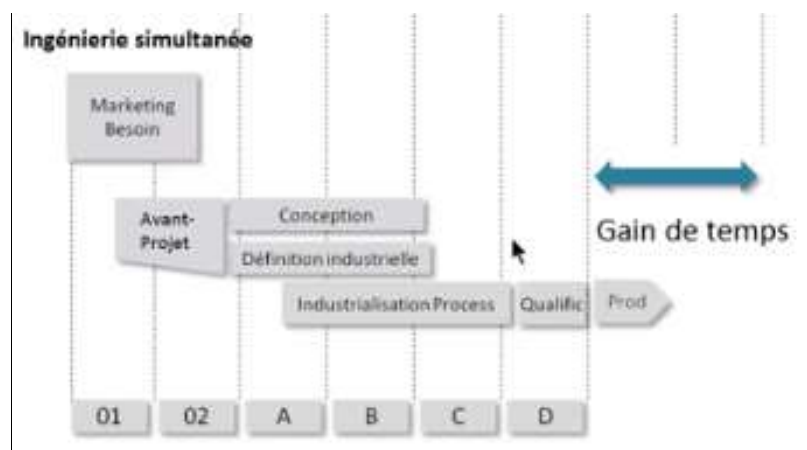 Ingénierie simultanée
Marketing
Besoin
Avant-
Projet
Conception
Définition industrielle
Gain de temps
Industrialisation Process
Qualific
Prod
01
02
A
B
C
D